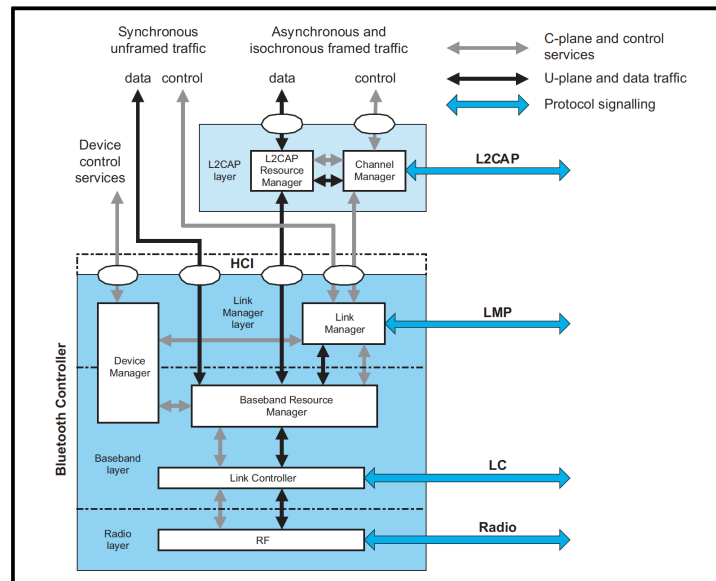 Synchronous
unframed traffic
Asynchronous and
isochronous framed traffic
C-plane and control
services
data
control
data
control
U-plane and data traffic
Protocol signalling
Device
control
services
L2CAP
layer
L2CAP
Resource
Manager
Channel
Manager
L2CAP
HCI
Link
Manager
layer
Link
Manager
LMP
Device
Manager
Baseband Resource
Manager
Bluetooth Controller
Baseband
layer
Link Controller
LC
Radio
layer
RF
Radio